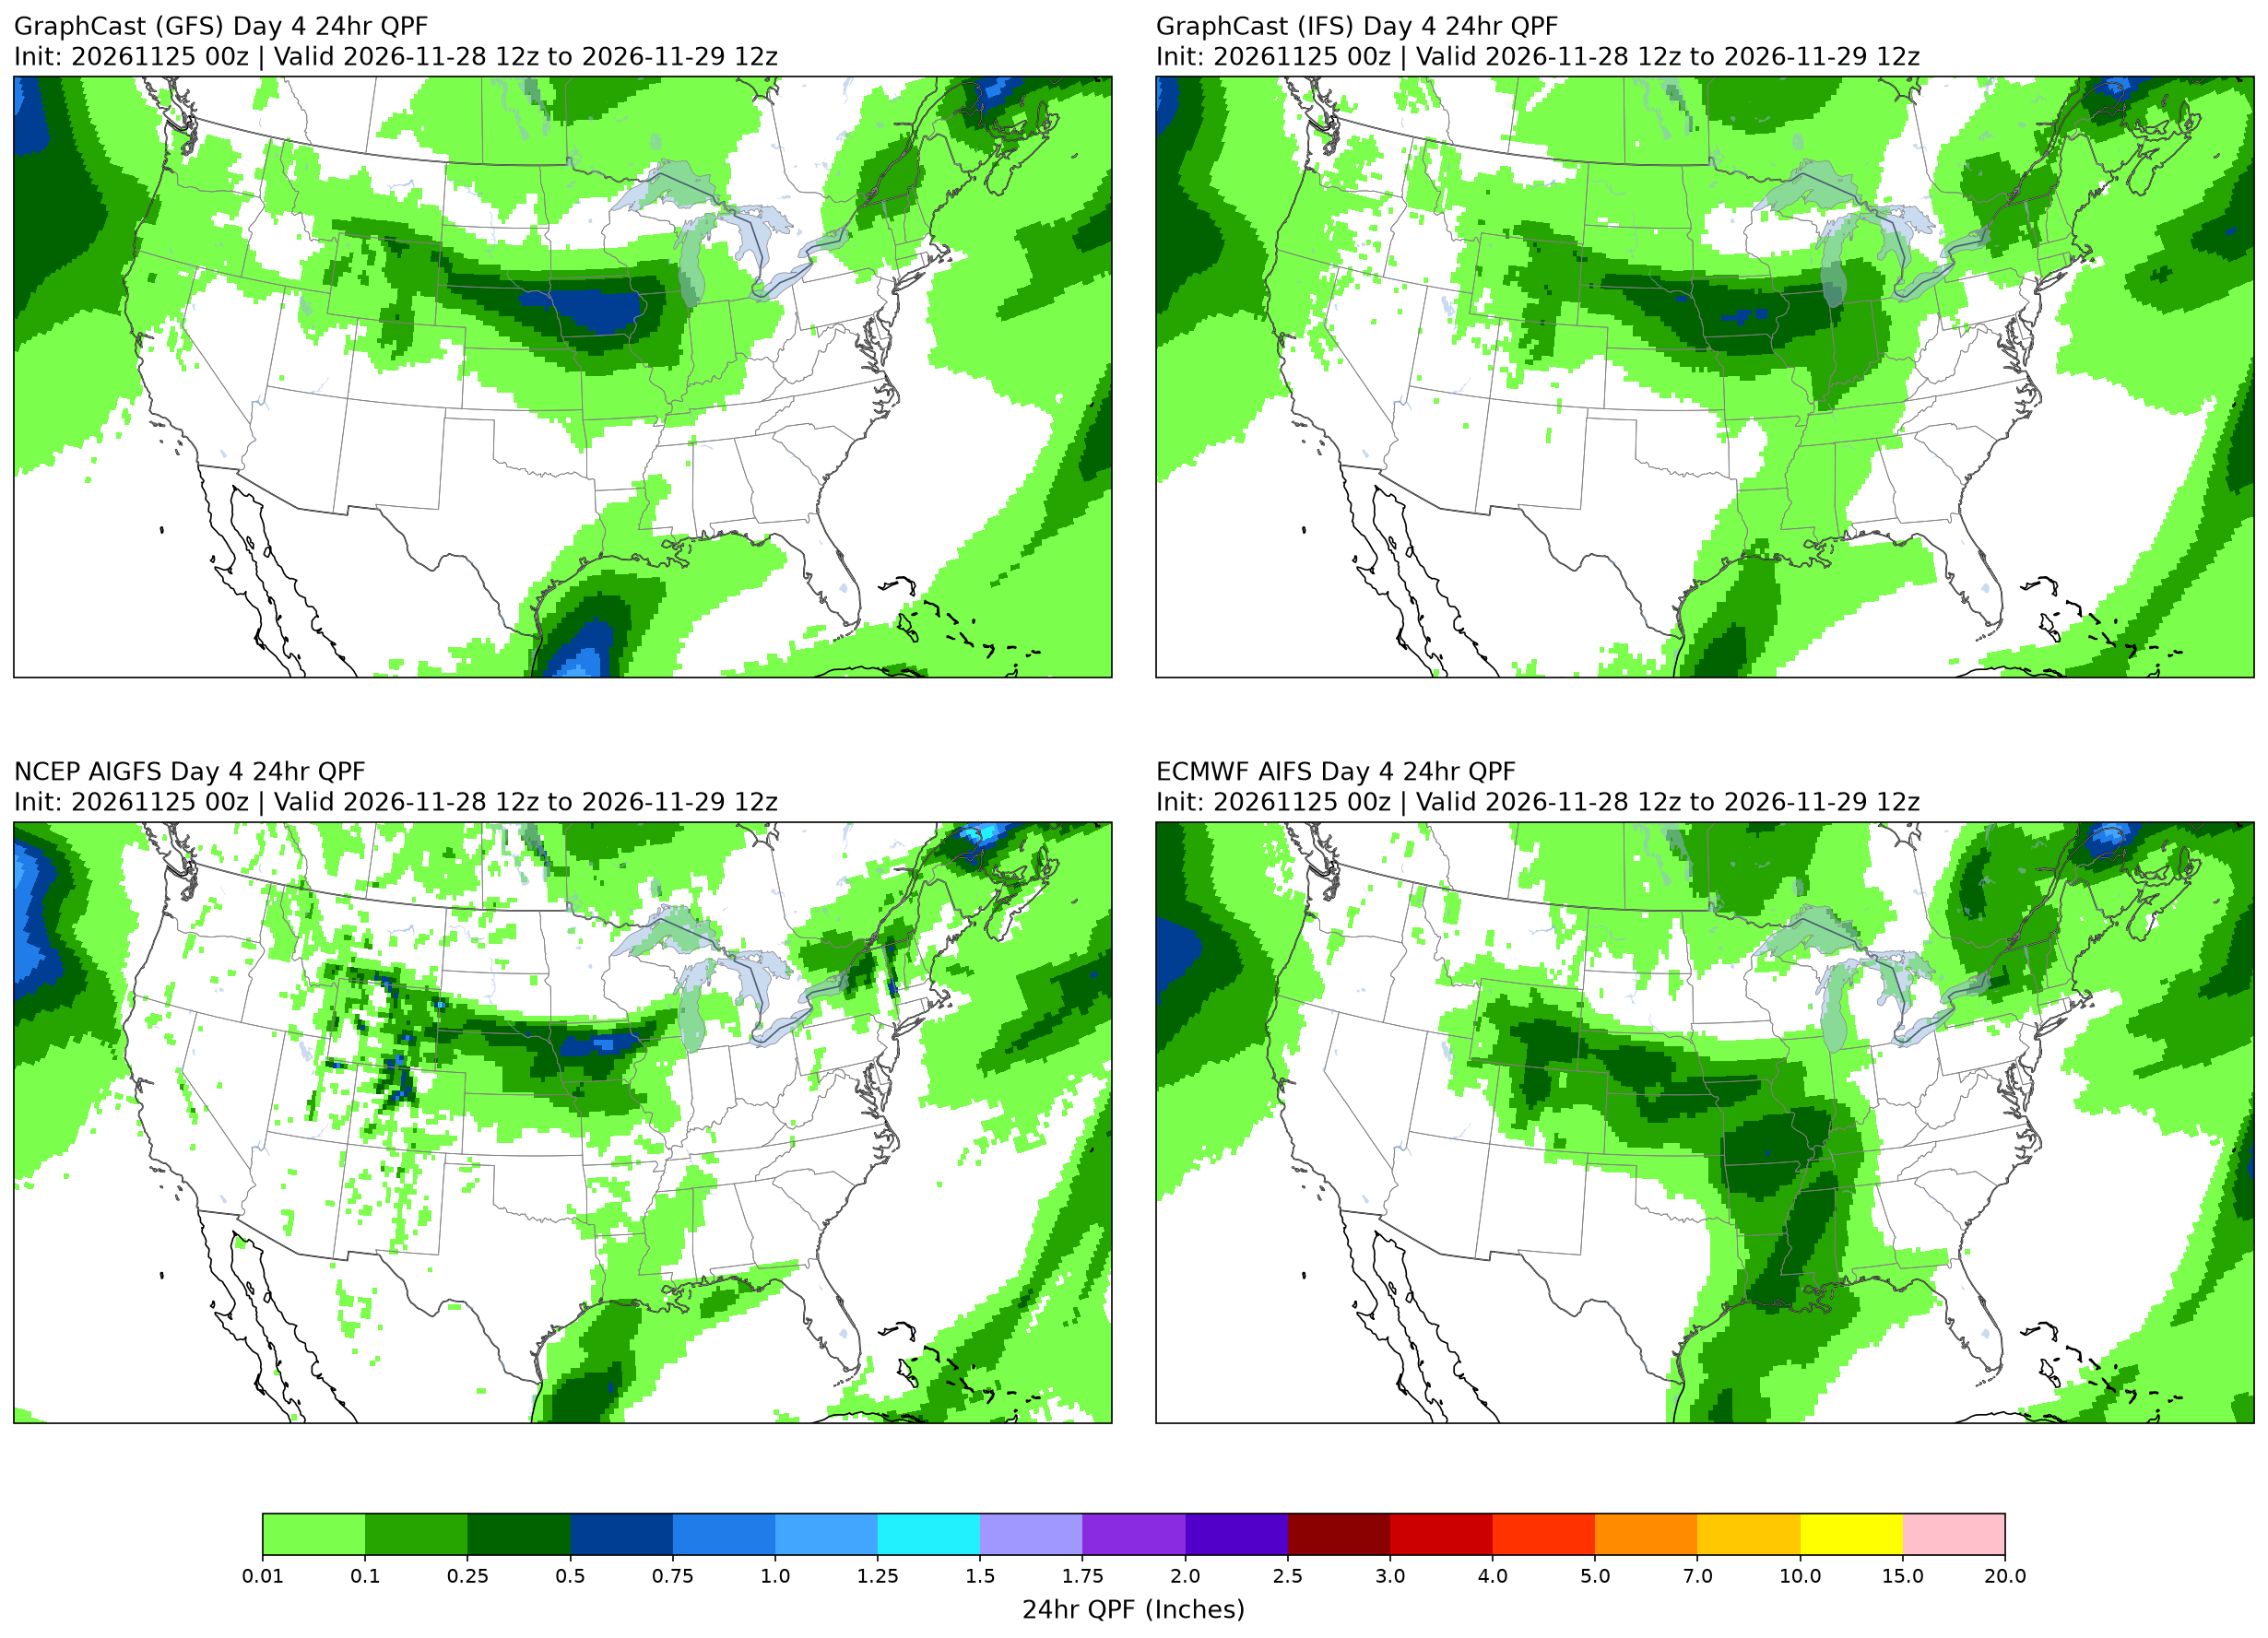 GraphCast (GFS) Day 4 24hr QPF
Init: 20261125 00z | Valid 2026-11-28 12z to 2026-11-29 12z
GraphCast (IFS) Day 4 24hr QPF
Init: 20261125 00z | Valid 2026-11-28 12z to 2026-11-29 12z
NCEP AIGFS Day 4 24hr QPF
Init: 20261125 00z | Valid 2026-11-28 12z to 2026-11-29 12z
ECMWF AIFS Day 4 24hr QPF
Init: 20261125 00z | Valid 2026-11-28 12z to 2026-11-29 12z
0.01 0.1 0.25 0.5 0.75 1.0 1.25 1.5 1.75 2.0 2.5 3.0 4.0 5.0 7.0 10.0 15.0 20.0
24hr QPF (Inches)